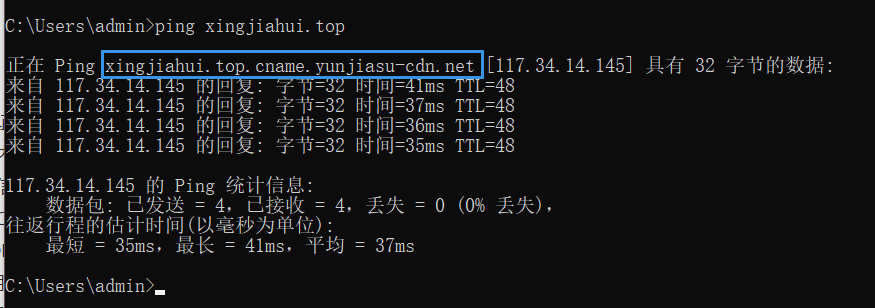 C:\Users\admin>ping xingjiahui.top
正在 Ping xingjiahui.top.cname.yunjiasu-cdn.net [117.34.14.145] 具有 32 字节的数据:
来自 117.34.14.145 的回复: 字节=32 时间=41ms TTL=48
来自 117.34.14.145 的回复: 字节=32 时间=37ms TTL=48
来自 117.34.14.145 的回复: 字节=32 时间=36ms TTL=48
来自 117.34.14.145 的回复: 字节=32 时间=35ms TTL=48
117.34.14.145 的 Ping 统计信息:
数据包: 已发送 = 4，已接收 = 4，丢失 = 0 (0% 丢失)，
往返行程的估计时间(以毫秒为单位):
最短 = 35ms，最长 = 41ms，平均 = 37ms
C:\Users\admin>